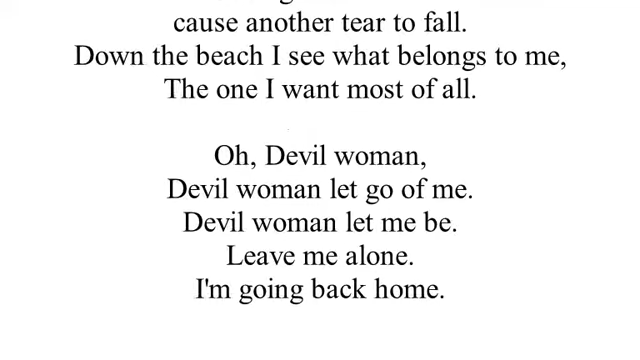 cause another tear to fall.
Down the beach I see what belongs to me,
The one I want most of all.
Oh, Devil woman,
Devil woman let go of me.
Devil woman let me be.
Leave me alone.
I'm going back home.